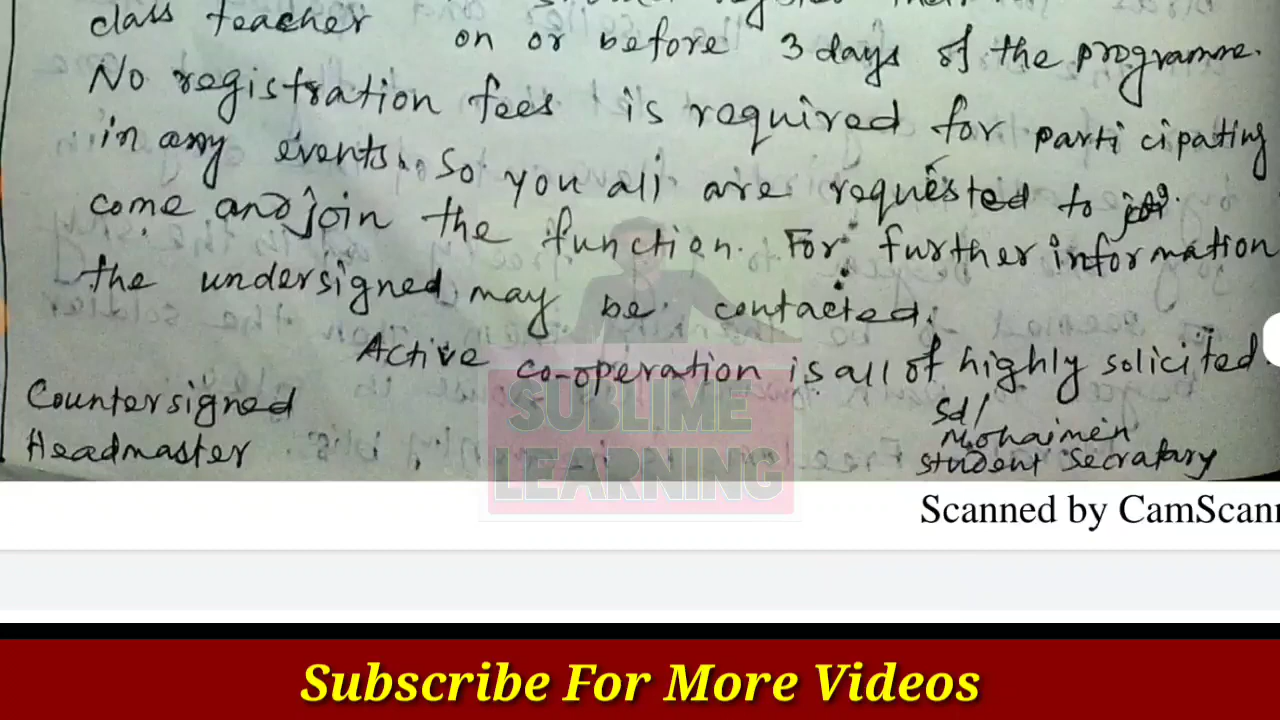 class teacher on or before 3 days of the programme.
No registration fees is required for participating
in any events. So you all are requested to
come and join the function. For further information
the undersigned may be contacted.
Active co-operation is all of highly solicited.
Countersigned
Headmaster
Sd/
Mohaimen
Student Secratary
SUBLIME
LEARNING
Scanned by CamScann
Subscribe For More Videos